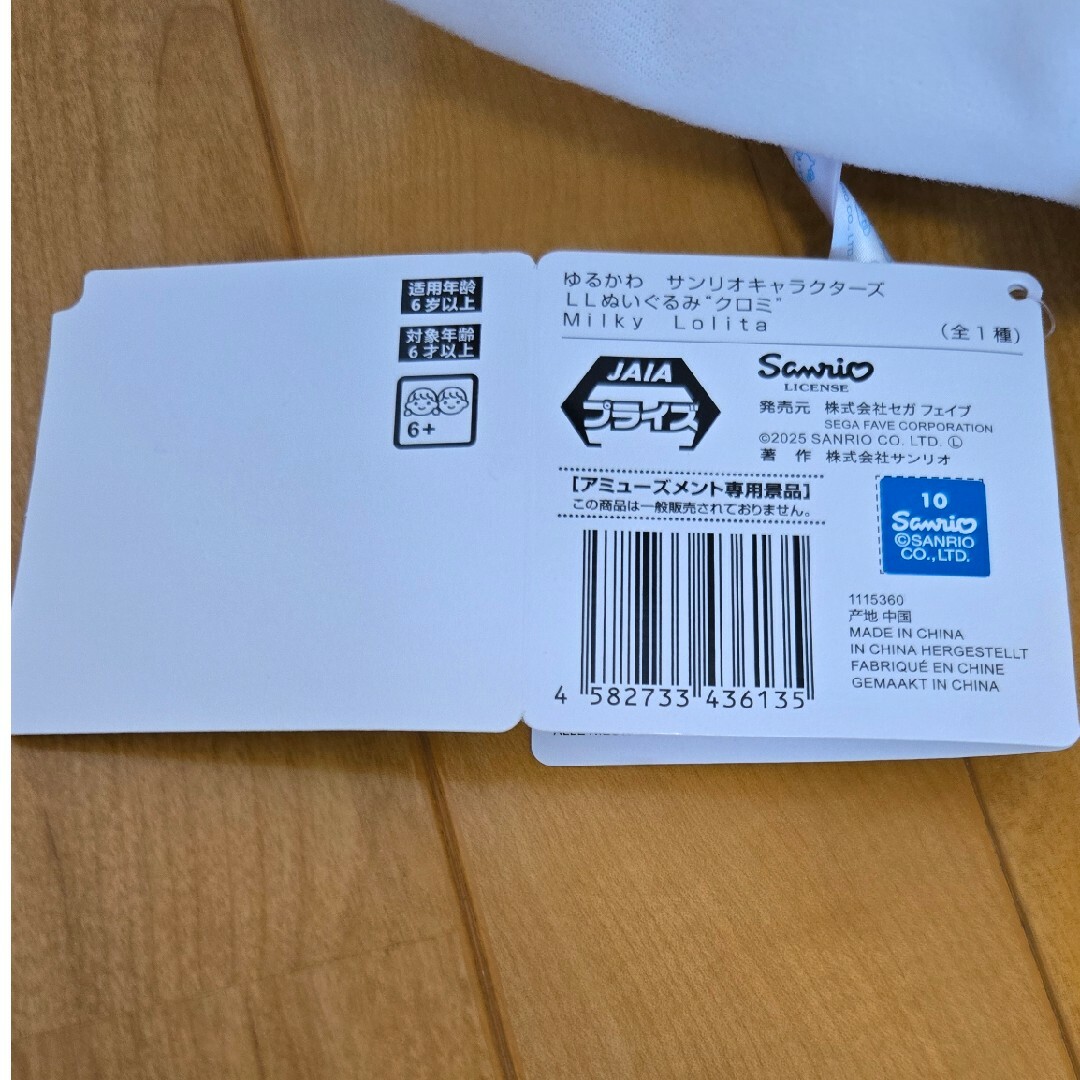 适用年龄
6岁以上
対象年齢
6才以上
6+
ゆるかわ　サンリオキャラクターズ
ＬＬぬいぐるみ“クロミ”
Milky Lolita
(全1種)
JAIA
プライズ
Sanrio
LICENSE
発売元 株式会社セガ フェイブ
SEGA FAVE CORPORATION
©2025 SANRIO CO. LTD. Ⓛ
著 作 株式会社サンリオ
[アミューズメント専用景品]
この商品は一般販売されておりません。
10
Sanrio
©SANRIO
CO.,LTD.
4 582733 436135
1115360
产地 中国
MADE IN CHINA
IN CHINA HERGESTELLT
FABRIQUÉ EN CHINE
GEMAAKT IN CHINA